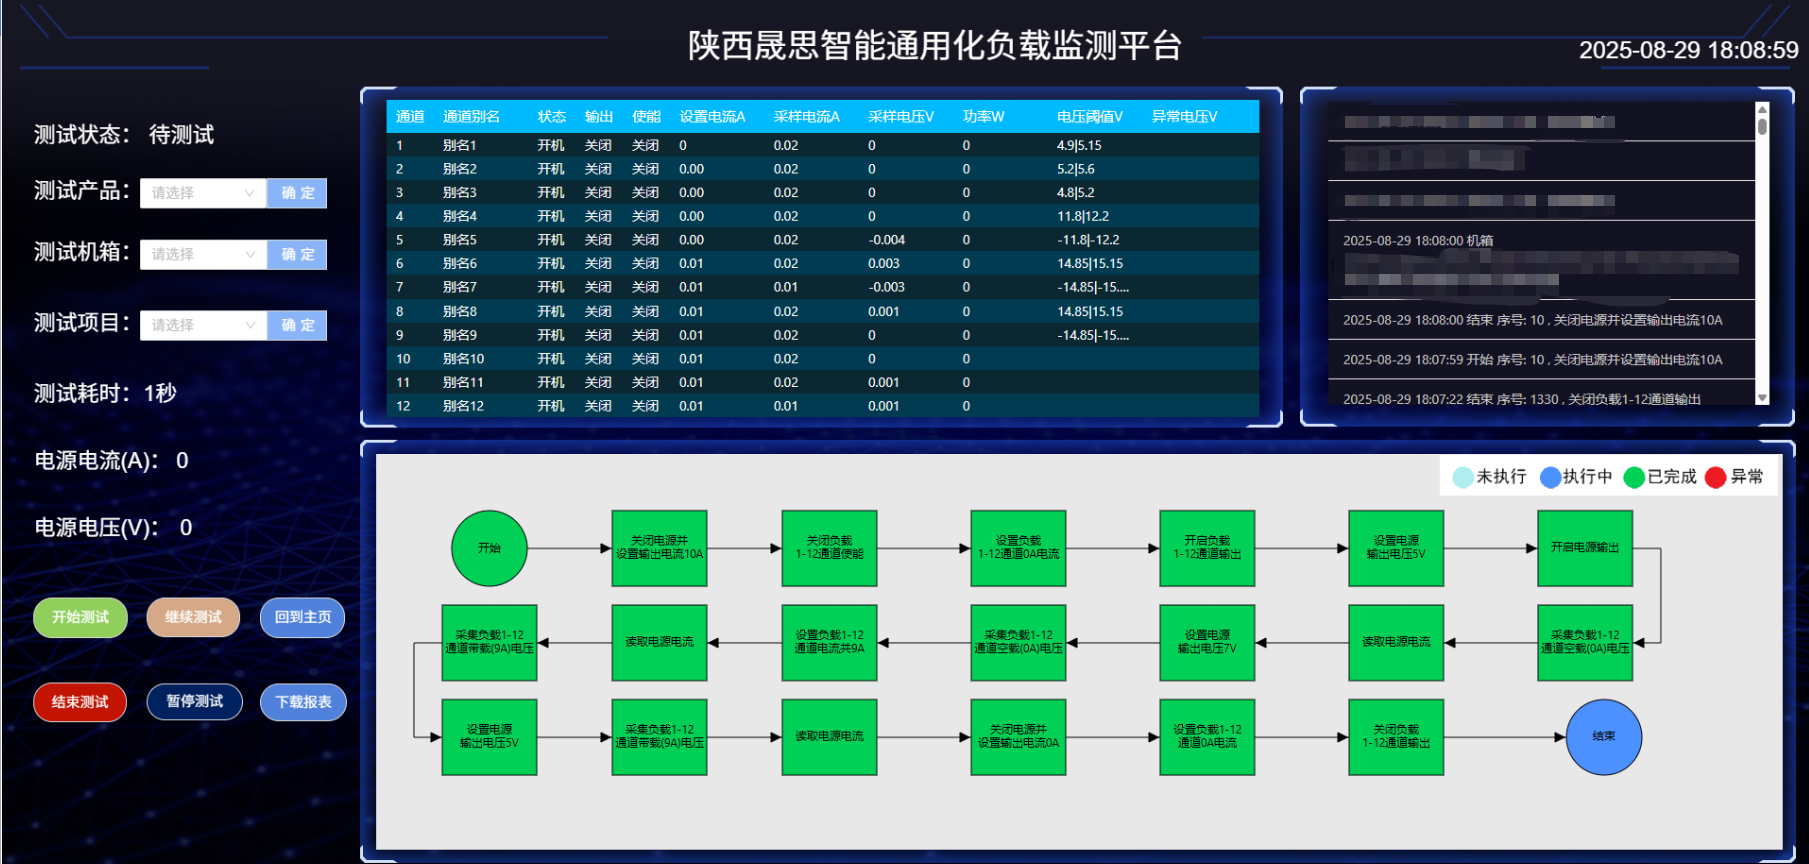 陕西晟思智能通用化负载监测平台
2025-08-29 18:08:59
测试状态： 待测试
测试产品： 请选择 确 定
测试机箱： 请选择 确 定
测试项目： 请选择 确 定
测试耗时： 1秒
电源电流(A)： 0
电源电压(V)： 0
开始测试 继续测试 回到主页
结束测试 暂停测试 下载报表
通道 通道别名 状态 输出 使能 设置电流A 采样电流A 采样电压V 功率W 电压阈值V 异常电压V
1 别名1 开机 关闭 关闭 0 0.02 0 0 4.9|5.15
2 别名2 开机 关闭 关闭 0.00 0.02 0 0 5.2|5.6
3 别名3 开机 关闭 关闭 0.00 0.02 0 0 4.8|5.2
4 别名4 开机 关闭 关闭 0.00 0.02 0 0 11.8|12.2
5 别名5 开机 关闭 关闭 0.00 0.02 -0.004 0 -11.8|-12.2
6 别名6 开机 关闭 关闭 0.01 0.02 0.003 0 14.85|15.15
7 别名7 开机 关闭 关闭 0.01 0.01 -0.003 0 -14.85|-15....
8 别名8 开机 关闭 关闭 0.01 0.02 0.001 0 14.85|15.15
9 别名9 开机 关闭 关闭 0.01 0.02 0 0 -14.85|-15....
10 别名10 开机 关闭 关闭 0.01 0.02 0 0
11 别名11 开机 关闭 关闭 0.01 0.02 0.001 0
12 别名12 开机 关闭 关闭 0.01 0.01 0.001 0
2025-08-29 18:08:00 机箱
2025-08-29 18:08:00 结束 序号: 10 , 关闭电源并设置输出电流10A
2025-08-29 18:07:59 开始 序号: 10 , 关闭电源并设置输出电流10A
2025-08-29 18:07:22 结束 序号: 1330 , 关闭负载1-12通道输出
未执行 执行中 已完成 异常
开始
关闭电源并
设置输出电流10A
关闭负载
1-12通道使能
设置负载
1-12通道0A电流
开启负载
1-12通道输出
设置电源
输出电压5V
开启电源输出
采集负载1-12
通道带载(9A)电压
读取电源电流
设置负载1-12
通道电流共9A
采集负载1-12
通道空载(0A)电压
设置电源
输出电压7V
读取电源电流
采集负载1-12
通道空载(0A)电压
设置电源
输出电压5V
采集负载1-12
通道带载(9A)电压
读取电源电流
关闭电源并
设置输出电流0A
设置负载1-12
通道0A电流
关闭负载
1-12通道输出
结束